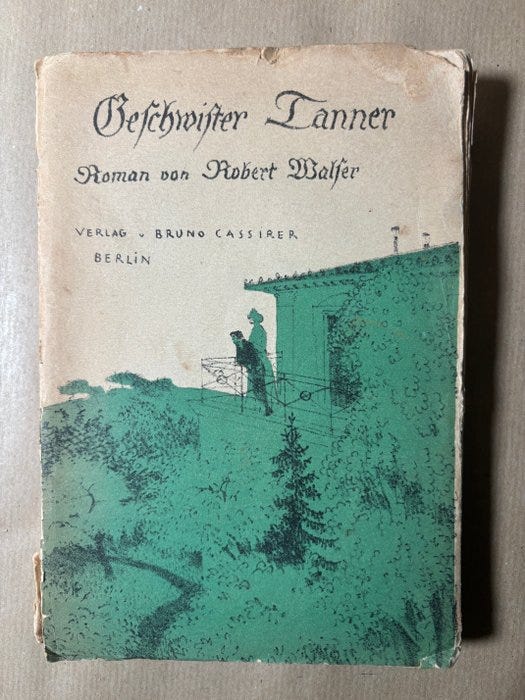 Geschwister Tanner
Roman von Robert Walser
VERLAG v BRUNO CASSIRER
BERLIN